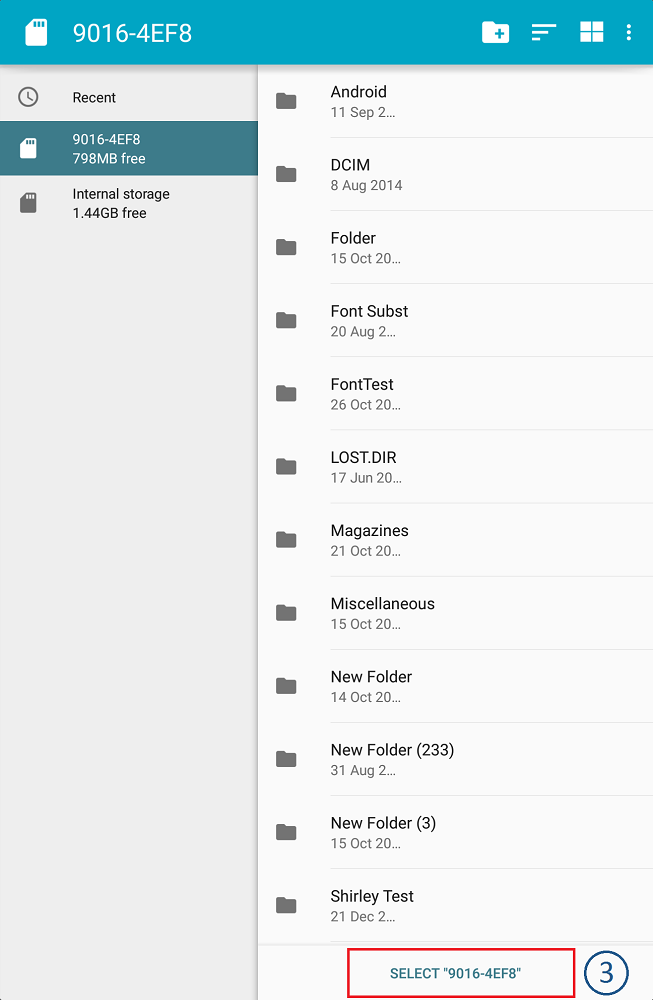 9016-4EF8
Recent
9016-4EF8
798MB free
Internal storage
1.44GB free
Android
11 Sep 2...
DCIM
8 Aug 2014
Folder
15 Oct 20...
Font Subst
20 Aug 2...
FontTest
26 Oct 20...
LOST.DIR
17 Jun 20...
Magazines
21 Oct 20...
Miscellaneous
15 Oct 20...
New Folder
14 Oct 20...
New Folder (233)
31 Aug 2...
New Folder (3)
15 Oct 20...
Shirley Test
21 Dec 2...
SELECT "9016-4EF8"
3